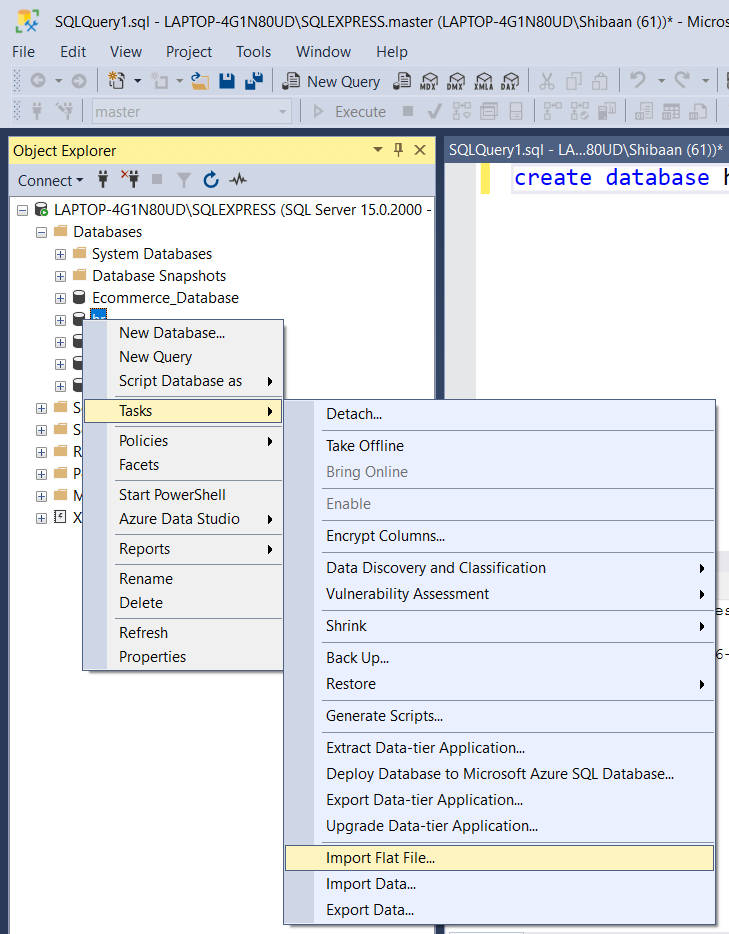 SQLQuery1.sql - LAPTOP-4G1N80UD\SQLEXPRESS.master (LAPTOP-4G1N80UD\Shibaan (61))* - Micros
File Edit View Project Tools Window Help
New Query MDX DMX XMLA DAX
master Execute
Object Explorer
SQLQuery1.sql - LA...80UD\Shibaan (61))*
Connect
create database h
LAPTOP-4G1N80UD\SQLEXPRESS (SQL Server 15.0.2000 -
Databases
System Databases
Database Snapshots
Ecommerce_Database
New Database...
New Query
Script Database as
S
Tasks
Detach...
S
Policies
Take Offline
R
Facets
Bring Online
P
M
Start PowerShell
Enable
X
Azure Data Studio
Encrypt Columns...
Reports
Data Discovery and Classification
Rename
Vulnerability Assessment
Delete
Shrink
Refresh
Properties
Back Up...
6-
Restore
Generate Scripts...
Extract Data-tier Application...
Deploy Database to Microsoft Azure SQL Database...
Export Data-tier Application...
Upgrade Data-tier Application...
Import Flat File...
Import Data...
Export Data...